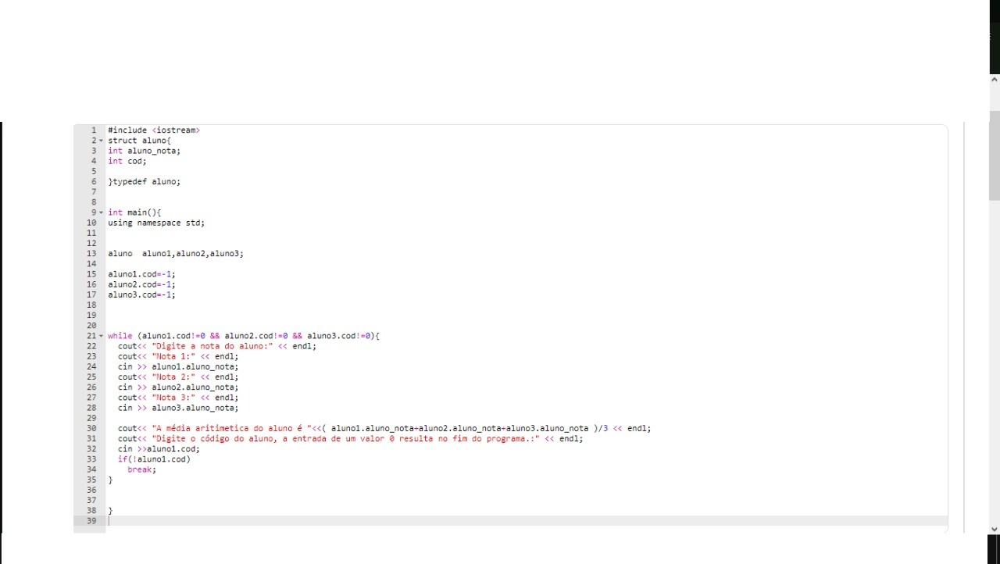 1 #include <iostream>
2 struct aluno{
3 int aluno_nota;
4 int cod;
5
6 }typedef aluno;
7
8
9 int main(){
10 using namespace std;
11
12
13 aluno  aluno1,aluno2,aluno3;
14
15 aluno1.cod=-1;
16 aluno2.cod=-1;
17 aluno3.cod=-1;
18
19
20
21 while (aluno1.cod!=0 && aluno2.cod!=0 && aluno3.cod!=0){
22   cout<< "Digite a nota do aluno:" << endl;
23   cout<< "Nota 1:" << endl;
24   cin >> aluno1.aluno_nota;
25   cout<< "Nota 2:" << endl;
26   cin >> aluno2.aluno_nota;
27   cout<< "Nota 3:" << endl;
28   cin >> aluno3.aluno_nota;
29
30   cout<< "A média aritimetica do aluno é "<<( aluno1.aluno_nota+aluno2.aluno_nota+aluno3.aluno_nota )/3 << endl;
31   cout<< "Digite o código do aluno, a entrada de um valor 0 resulta no fim do programa.:" << endl;
32   cin >>aluno1.cod;
33   if(!aluno1.cod)
34     break;
35 }
36
37
38 }
39